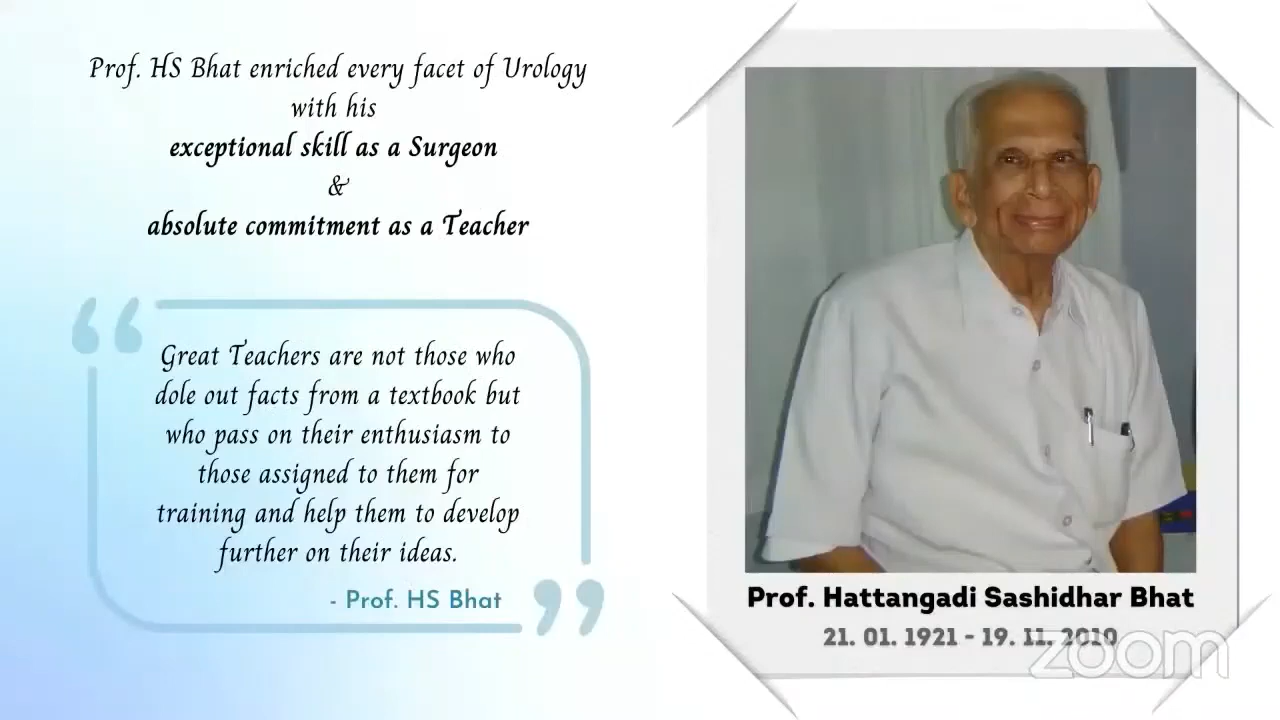 Prof. HS Bhat enriched every facet of Urology
with his
exceptional skill as a Surgeon
&
absolute commitment as a Teacher
“
Great Teachers are not those who
dole out facts from a textbook but
who pass on their enthusiasm to
those assigned to them for
training and help them to develop
further on their ideas.
- Prof. HS Bhat
”
Prof. Hattangadi Sashidhar Bhat
21. 01. 1921 - 19. 11. 2010
zoom